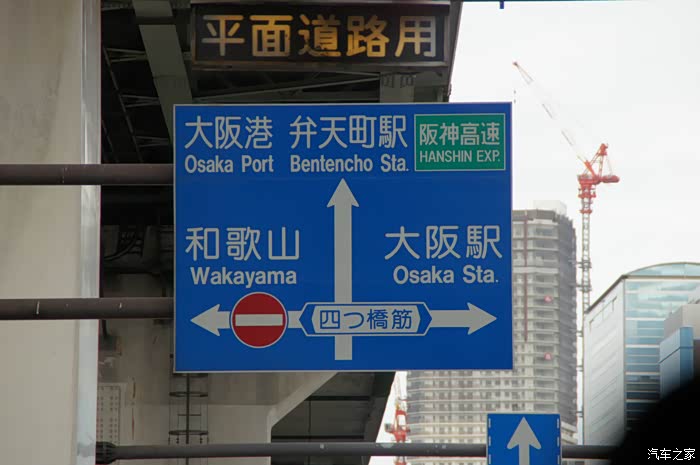 平面道路用
大阪港 弁天町駅 阪神高速
Osaka Port Bentencho Sta. HANSHIN EXP.
和歌山 大阪駅
Wakayama Osaka Sta.
四つ橋筋
汽车之家